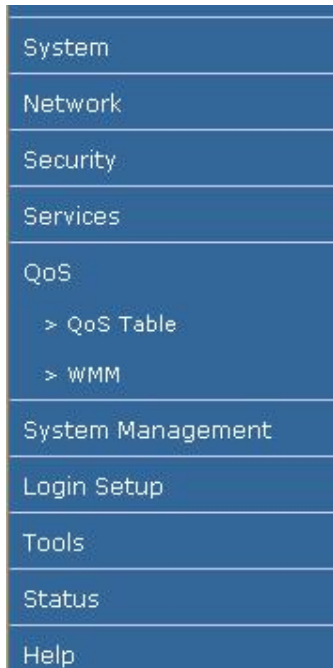 System
Network
Security
Services
QoS
> QoS Table
> WMM
System Management
Login Setup
Tools
Status
Help